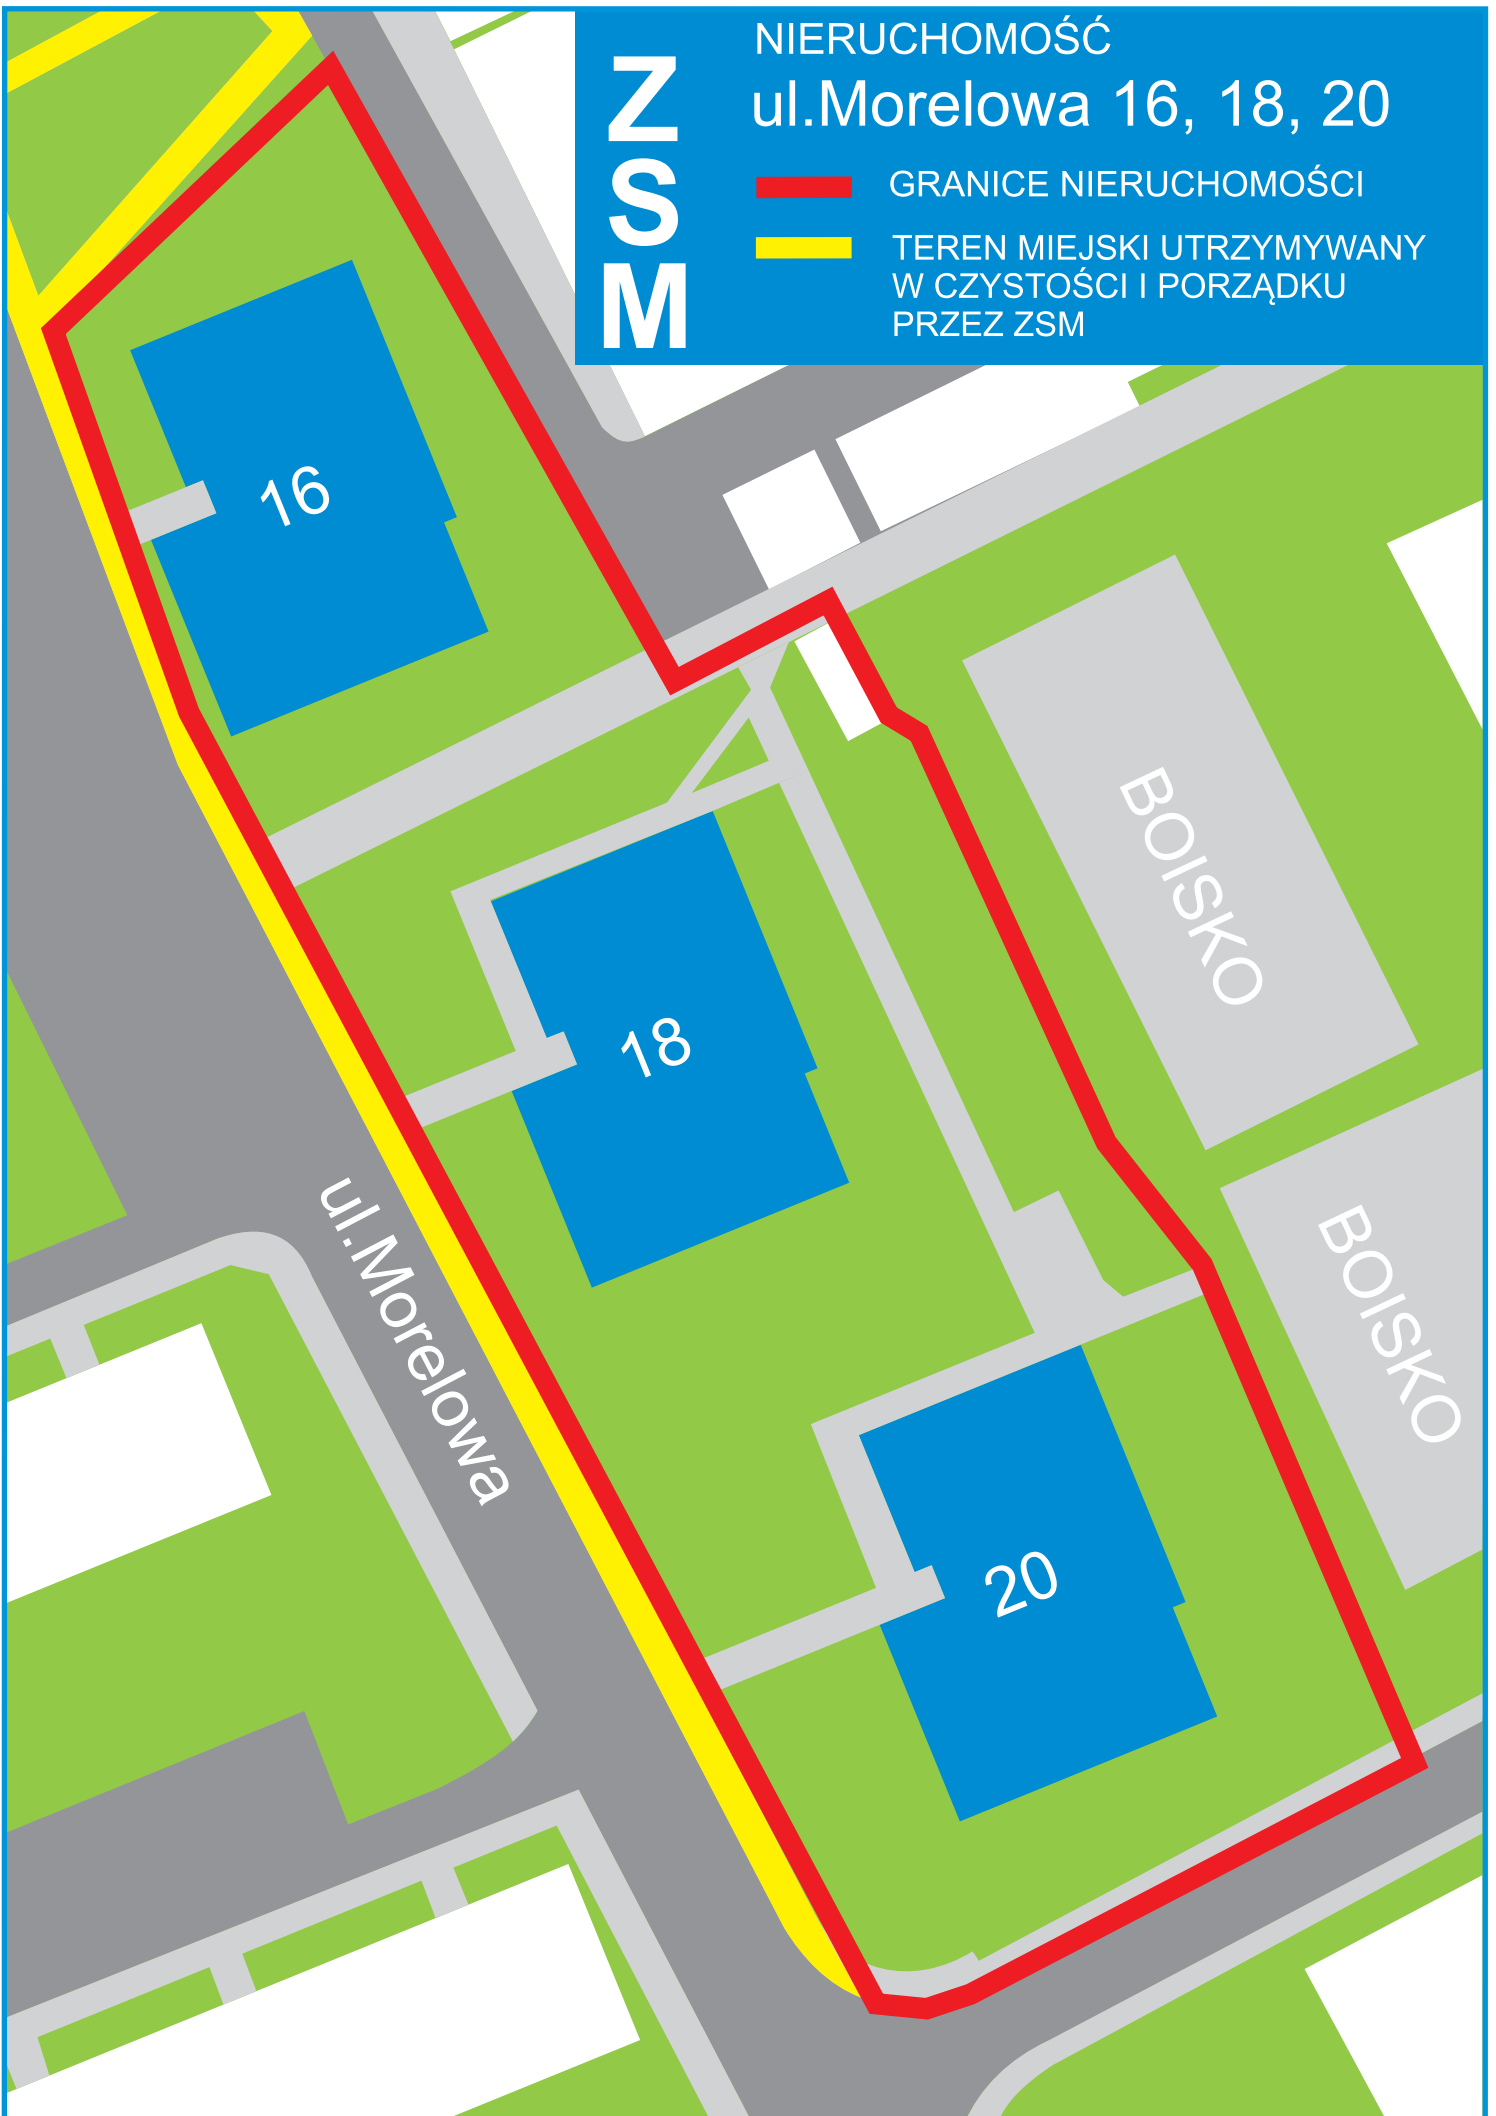 Z
S
M
NIERUCHOMOŚĆ
ul.Morelowa 16, 18, 20
GRANICE NIERUCHOMOŚCI
TEREN MIEJSKI UTRZYMYWANY
W CZYSTOŚCI I PORZĄDKU
PRZEZ ZSM
16
BOISKO
18
ul.Morelowa
BOISKO
20